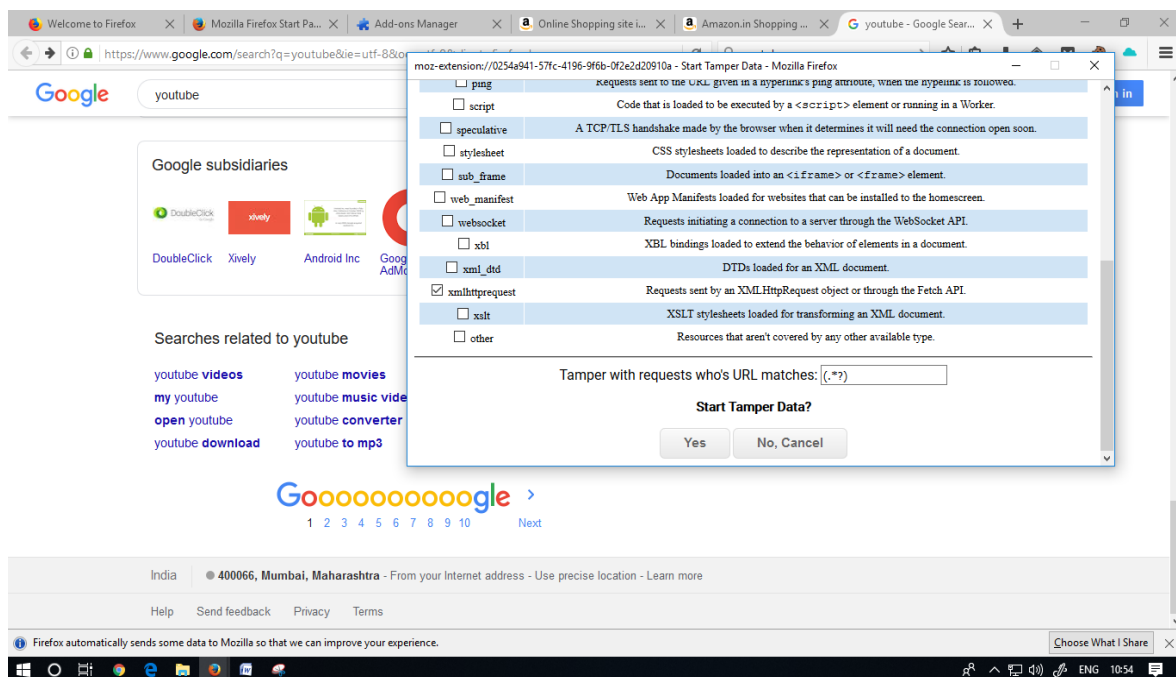 Welcome to Firefox
Mozilla Firefox Start Pa...
Add-ons Manager
Online Shopping site i...
Amazon.in Shopping ...
youtube - Google Sear...
https://www.google.com/search?q=youtube&ie=utf-8&o
moz-extension://0254a941-57fc-4196-9f6b-0f2e2d20910a - Start Tamper Data - Mozilla Firefox
Google
youtube
in
ping Requests sent to the URL given in a hyperlink's ping attribute, when the hypelink is followed.
script Code that is loaded to be executed by a <script> element or running in a Worker.
speculative A TCP/TLS handshake made by the browser when it determines it will need the connection open soon.
stylesheet CSS stylesheets loaded to describe the representation of a document.
sub_frame Documents loaded into an <iframe> or <frame> element.
web_manifest Web App Manifests loaded for websites that can be installed to the homescreen.
websocket Requests initiating a connection to a server through the WebSocket API.
xbl XBL bindings loaded to extend the behavior of elements in a document.
xml_dtd DTDs loaded for an XML document.
xmlhttprequest Requests sent by an XMLHttpRequest object or through the Fetch API.
xslt XSLT stylesheets loaded for transforming an XML document.
other Resources that aren't covered by any other available type.
Tamper with requests who's URL matches: (.*?)
Start Tamper Data?
Yes No, Cancel
Google subsidiaries
DoubleClick
xively
DoubleClick Xively Android Inc Goog
AdMo
Searches related to youtube
youtube videos youtube movies
my youtube youtube music vide
open youtube youtube converter
youtube download youtube to mp3
Goooooooooogle
1 2 3 4 5 6 7 8 9 10 Next
India 400066, Mumbai, Maharashtra - From your Internet address - Use precise location - Learn more
Help Send feedback Privacy Terms
Firefox automatically sends some data to Mozilla so that we can improve your experience. Choose What I Share
ENG 10:54